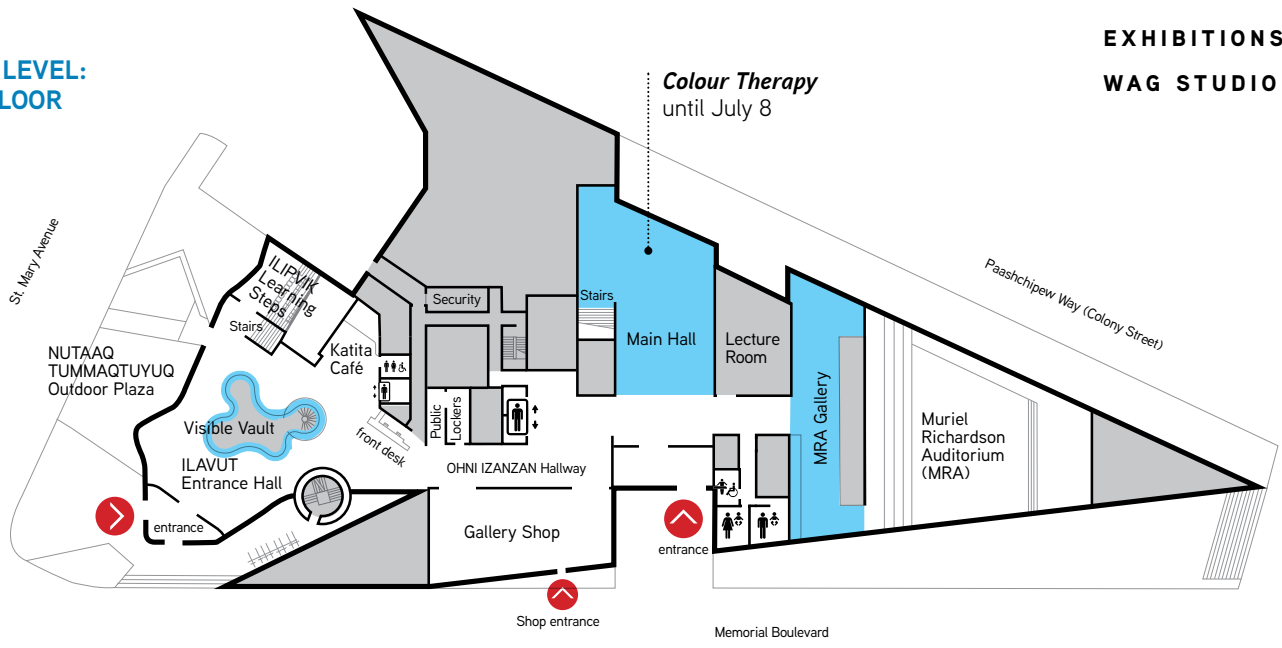 LEVEL:
LOOR
EXHIBITIONS
WAG STUDIO
Colour Therapy
until July 8
St. Mary Avenue
Paashchipew Way (Colony Street)
ILIPVIK
Learning
Steps
Stairs
Security
Stairs
NUTAAQ
TUMMAQTUYUQ
Outdoor Plaza
Katita
Café
Main Hall
Lecture
Room
MRA Gallery
Muriel
Richardson
Auditorium
(MRA)
Visible Vault
Public
Lockers
front desk
ILAVUT
Entrance Hall
OHNI IZANZAN Hallway
entrance
Gallery Shop
entrance
Shop entrance
Memorial Boulevard